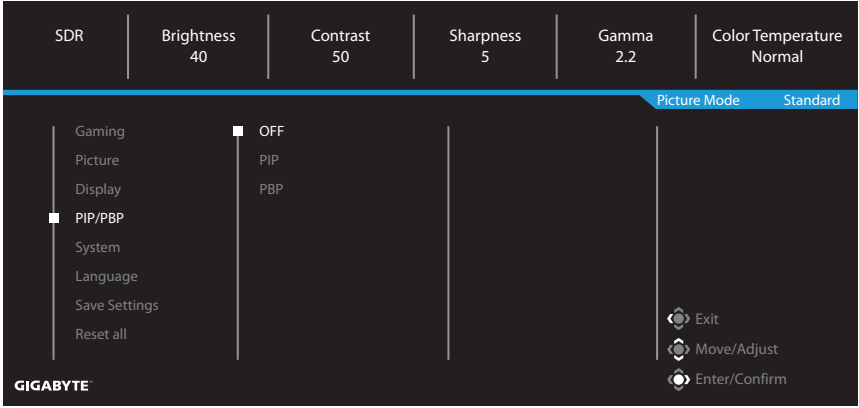 SDR
Brightness
40
Contrast
50
Sharpness
5
Gamma
2.2
Color Temperature
Normal
Picture Mode Standard
Gaming
Picture
Display
PIP/PBP
System
Language
Save Settings
Reset all
OFF
PIP
PBP
Exit
Move/Adjust
Enter/Confirm
GIGABYTE™